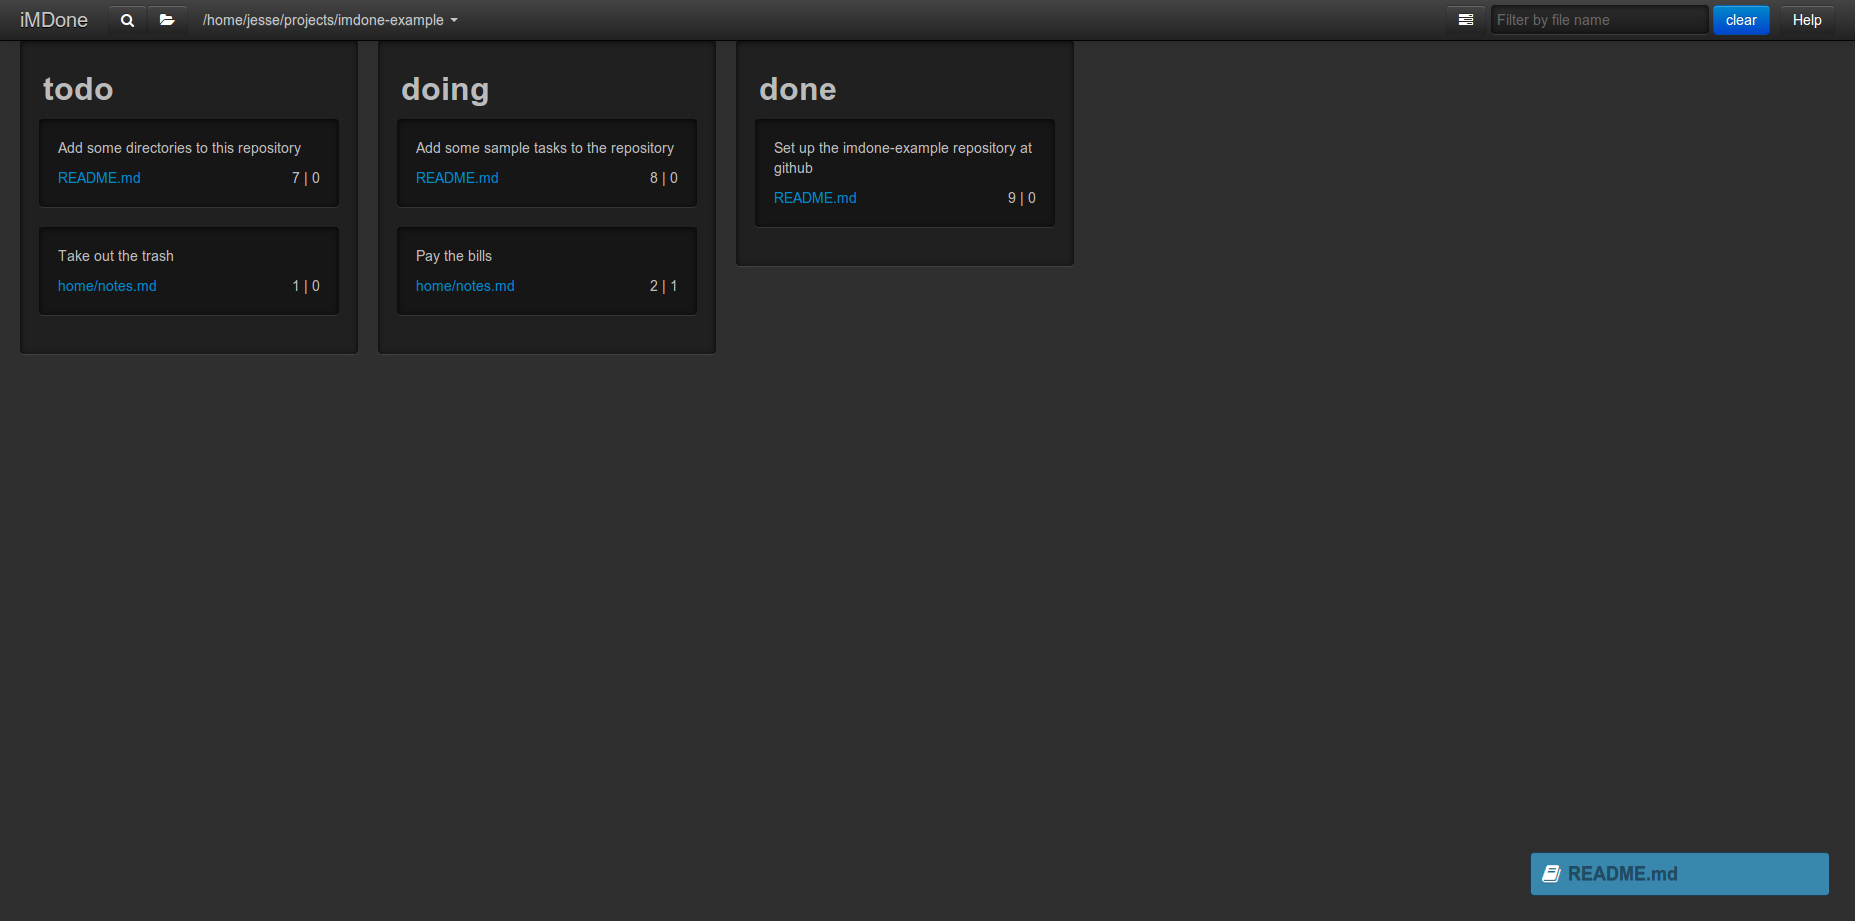 iMDone /home/jesse/projects/imdone-example Filter by file name clear Help
todo
Add some directories to this repository
README.md 7 | 0
Take out the trash
home/notes.md 1 | 0
doing
Add some sample tasks to the repository
README.md 8 | 0
Pay the bills
home/notes.md 2 | 1
done
Set up the imdone-example repository at
github
README.md 9 | 0
README.md